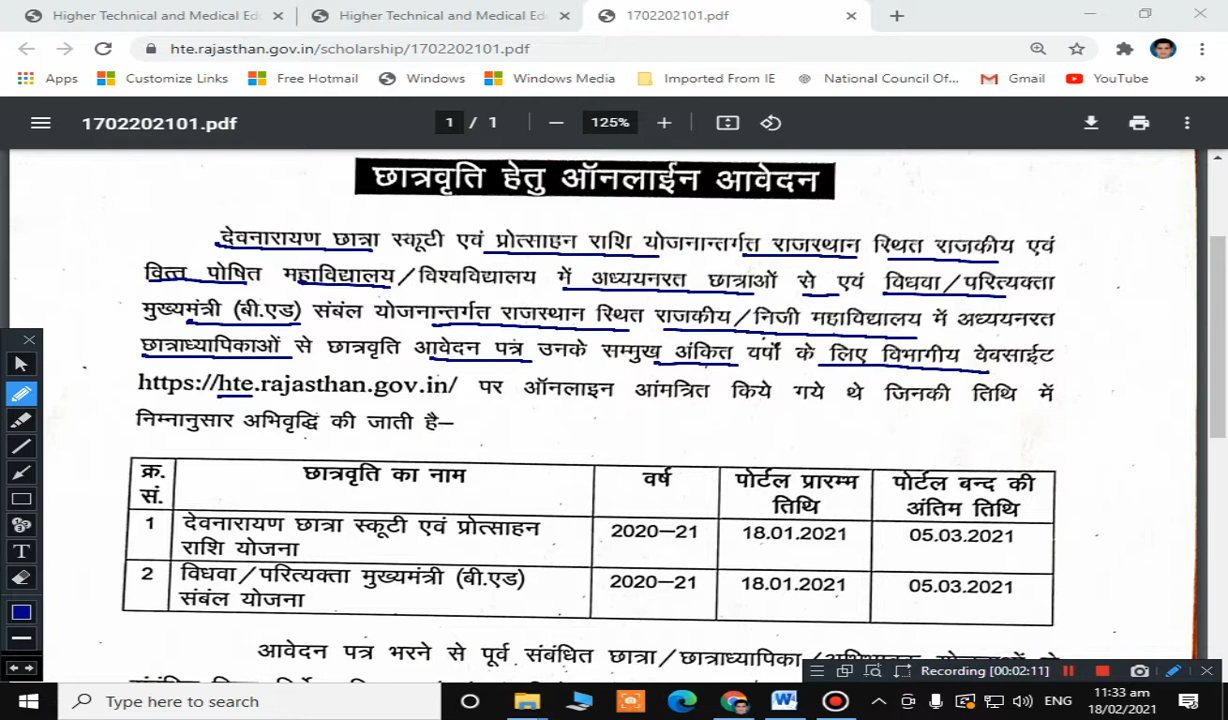 Higher Technical and Medical Ed
Higher Technical and Medical Ed
1702202101.pdf
hte.rajasthan.gov.in/scholarship/1702202101.pdf
Apps
Customize Links
Free Hotmail
Windows
Windows Media
Imported From IE
National Council Of...
Gmail
YouTube
»
1702202101.pdf
1 / 1
125%
छात्रवृति हेतु ऑनलाईन आवेदन
देवनारायण छात्रा स्कूटी एवं प्रोत्साहन राशि योजनान्तर्गत राजस्थान स्थित राजकीय एवं
वित्त पोषित महाविद्यालय/विश्वविद्यालय में अध्ययनरत छात्राओं से एवं विधवा/परित्यक्ता
मुख्यमंत्री (बी.एड) संबंल योजनान्तर्गत राजस्थान स्थित राजकीय/निजी महाविद्यालय में अध्ययनरत
छात्राध्यापिकाओं से छात्रवृति आवेदन पत्र उनके सम्मुख अंकित वर्षों के लिए विभागीय वेबसाईट
https://hte.rajasthan.gov.in/ पर ऑनलाइन आंमत्रित किये गये थे जिनकी तिथि में
निम्नानुसार अभिवृद्धि की जाती है–
क्र. सं. छात्रवृति का नाम वर्ष पोर्टल प्रारम्म तिथि पोर्टल बन्द की अंतिम तिथि
1 देवनारायण छात्रा स्कूटी एवं प्रोत्साहन राशि योजना 2020–21 18.01.2021 05.03.2021
2 विधवा/परित्यक्ता मुख्यमंत्री (बी.एड) संबंल योजना 2020–21 18.01.2021 05.03.2021
आवेदन पत्र भरने से पूर्व संबंधित छात्रा/छात्राध्यापिका/
Recording [00:02:11]
T
Type here to search
ENG
11:33 am
18/02/2021